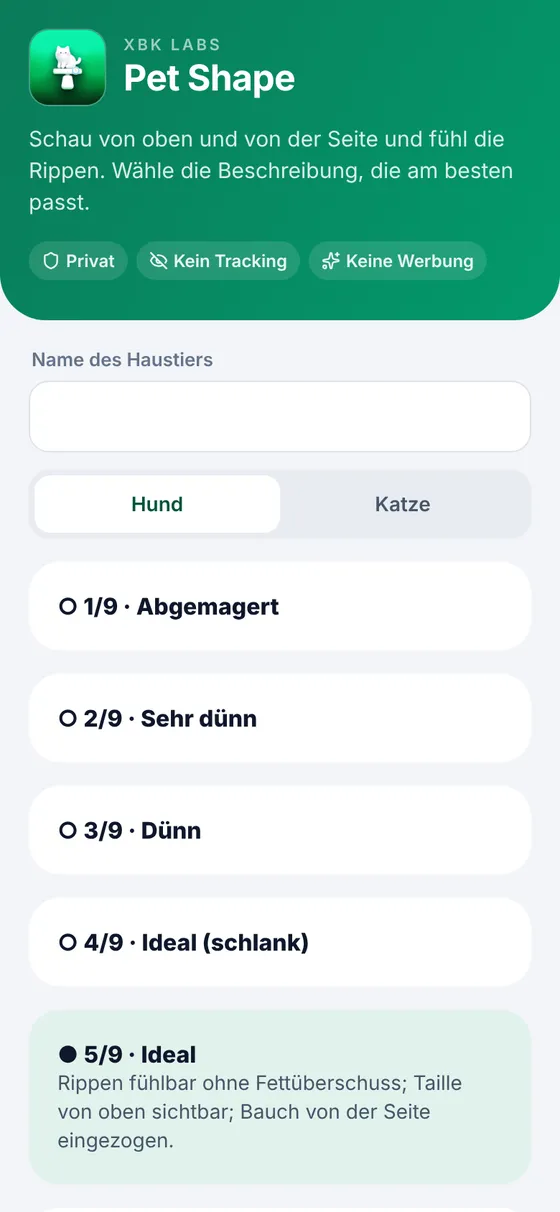 XBK LABS
Pet Shape
Schau von oben und von der Seite und fühl die
Rippen. Wähle die Beschreibung, die am besten
passt.
Privat
Kein Tracking
Keine Werbung
Name des Haustiers
Hund
Katze
1/9 · Abgemagert
2/9 · Sehr dünn
3/9 · Dünn
4/9 · Ideal (schlank)
5/9 · Ideal
Rippen fühlbar ohne Fettüberschuss; Taille
von oben sichtbar; Bauch von der Seite
eingezogen.